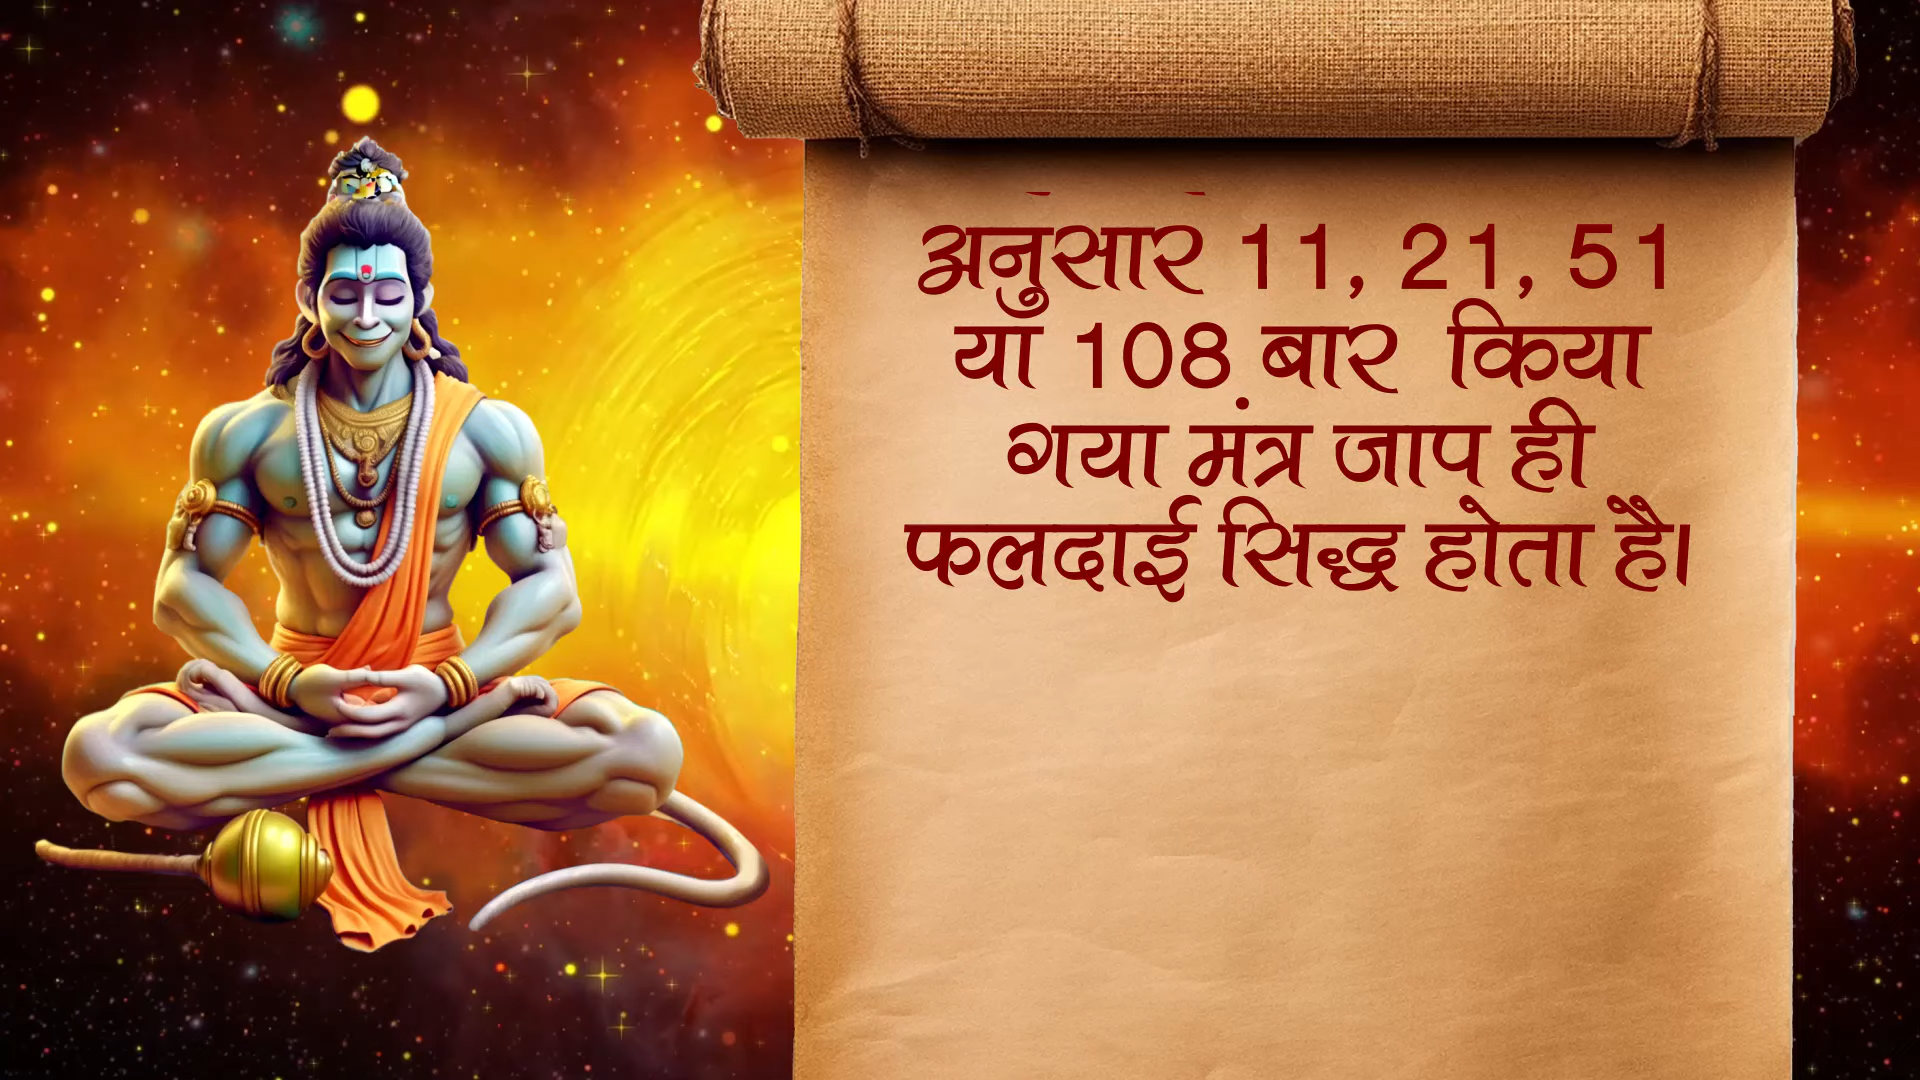 अनुसार 11, 21, 51
या 108 बार किया
गया मंत्र जाप ही
फलदाई सिद्ध होता है।